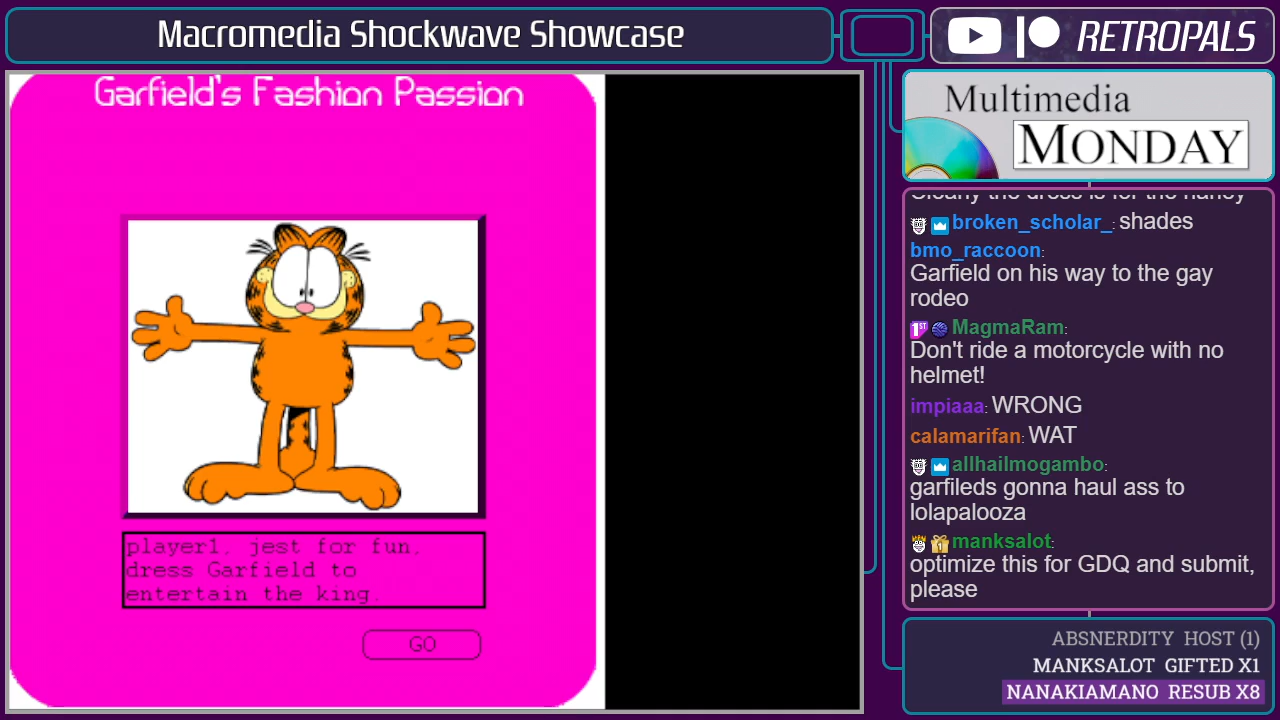 Macromedia Shockwave Showcase
RETROPALS
Garfield's Fashion Passion
player1, jest for fun,
dress Garfield to
entertain the king.
GO
Multimedia
MONDAY
broken_scholar_: shades
bmo_raccoon:
Garfield on his way to the gay
rodeo
1ST MagmaRam:
Don't ride a motorcycle with no
helmet!
impiaaa: WRONG
calamarifan: WAT
allhailmogambo:
garfileds gonna haul ass to
lolapalooza
1 manksalot:
optimize this for GDQ and submit,
please
ABSNERDITY HOST (1)
MANKSALOT GIFTED X1
NANAKIAMANO RESUB X8